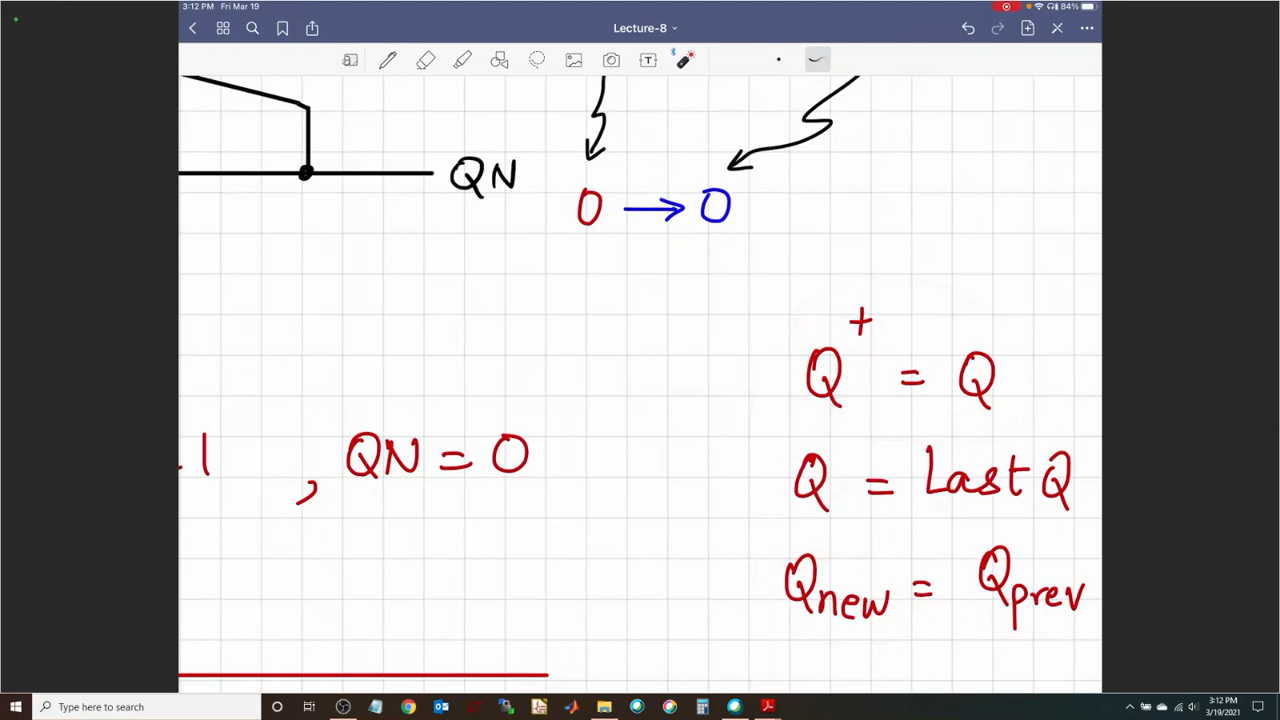 3:12 PM Fri Mar 19
84%
Lecture-8
T
QN
0 → 0
Q⁺ = Q
1 , QN = 0
Q = Last Q
Qnew = Qprev
Type here to search
3:12 PM
3/19/2021